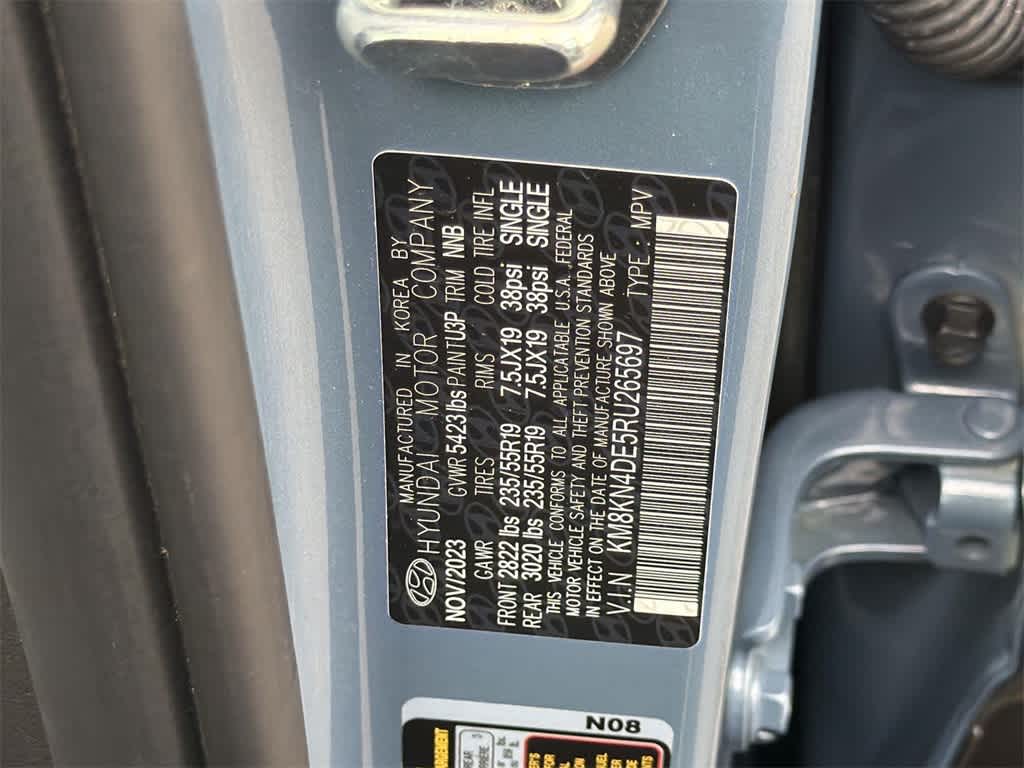 MANUFACTURED IN KOREA BY
HYUNDAI MOTOR COMPANY
NOV/2023 GVWR 5423 lbs PAINT U3P TRIM NNB
GAWR TIRES RIMS COLD TIRE INFL
FRONT 2822 lbs 235/55R19 7.5JX19 38psi SINGLE
REAR 3020 lbs 235/55R19 7.5JX19 38psi SINGLE
THIS VEHICLE CONFORMS TO ALL APPLICATABLE U.S.A. FEDERAL
MOTOR VEHICLE SAFETY AND THEFT PREVENTION STANDARDS
IN EFFECT ON THE DATE OF MANUFACTURE SHOWN ABOVE
V.I.N KM8KN4DE5RU265697 TYPE : MPV
N08